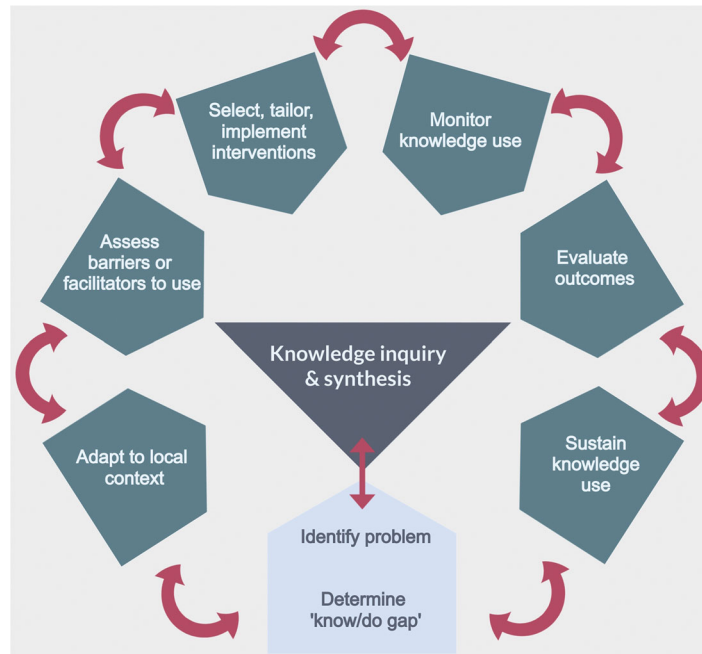 Select, tailor,
implement
interventions
Monitor
knowledge use
Assess
barriers or
facilitators to use
Evaluate
outcomes
Knowledge inquiry
& synthesis
Adapt to local
context
Sustain
knowledge
use
Identify problem
Determine
'know/do gap'